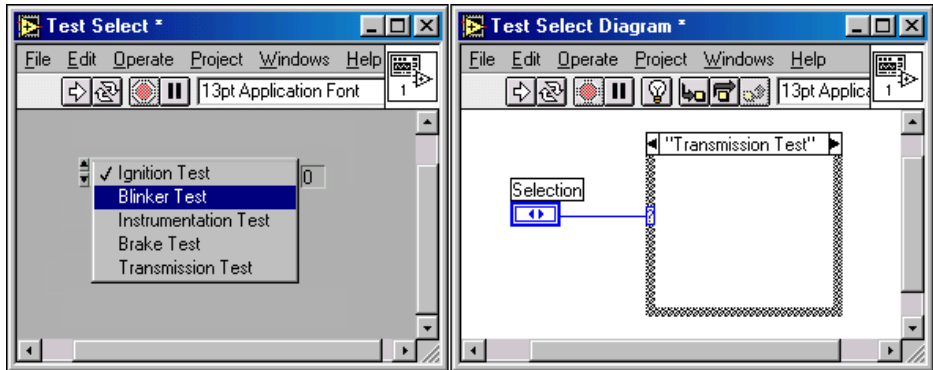 Test Select *
File Edit Operate Project Windows Help
13pt Application Font
1
✓ Ignition Test
0
Blinker Test
Instrumentation Test
Brake Test
Transmission Test
Test Select Diagram *
File Edit Operate Project Windows Help
13pt Applica
1
"Transmission Test"
Selection
?